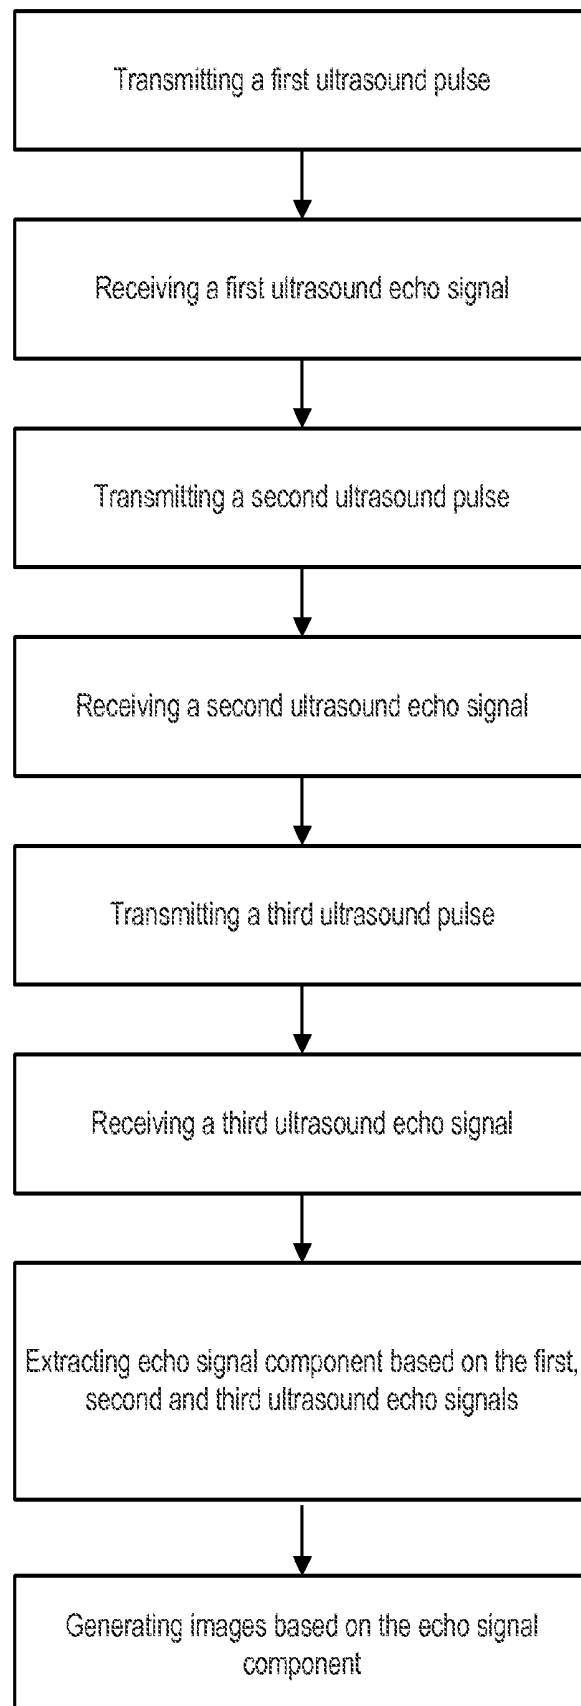 Transmitting a first ultrasound pulse
Receiving a first ultrasound echo signal
Transmitting a second ultrasound pulse
Receiving a second ultrasound echo signal
Transmitting a third ultrasound pulse
Receiving a third ultrasound echo signal
Extracting echo signal component based on the first,
second and third ultrasound echo signals
Generating images based on the echo signal
component